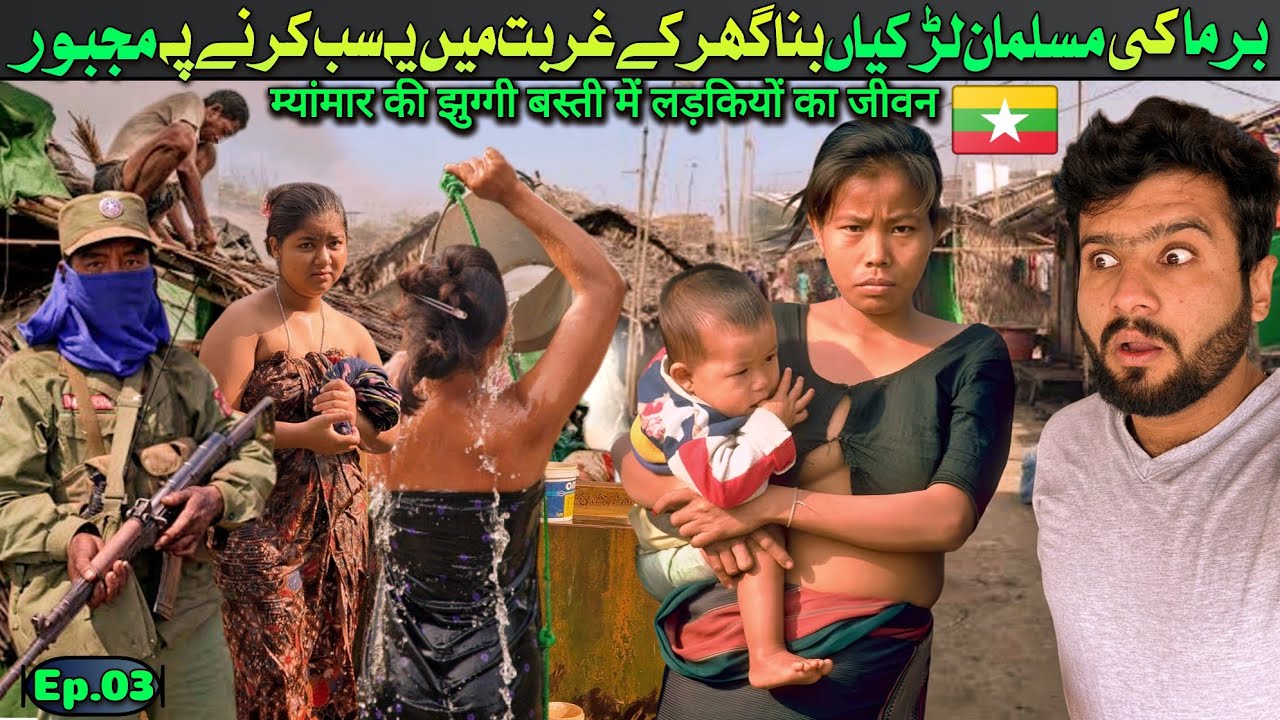 برما کی مسلمان لڑکیاں بنا گھر کے غربت میں یہ سب کرنے پہ مجبور
म्यांमार की झुग्गी बस्ती में लड़कियों का जीवन
Ep.03